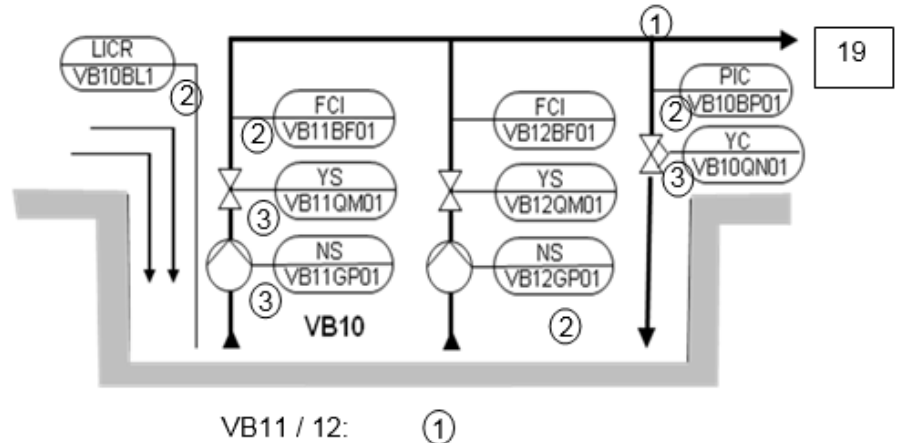 1
19
LICR
VB10BL1
2
PIC
VB10BP01
2
FCI
VB11BF01
2
FCI
VB12BF01
YC
VB10QN01
3
YS
VB11QM01
3
YS
VB12QM01
NS
VB11GP01
3
NS
VB12GP01
VB10
2
VB11 / 12: 1